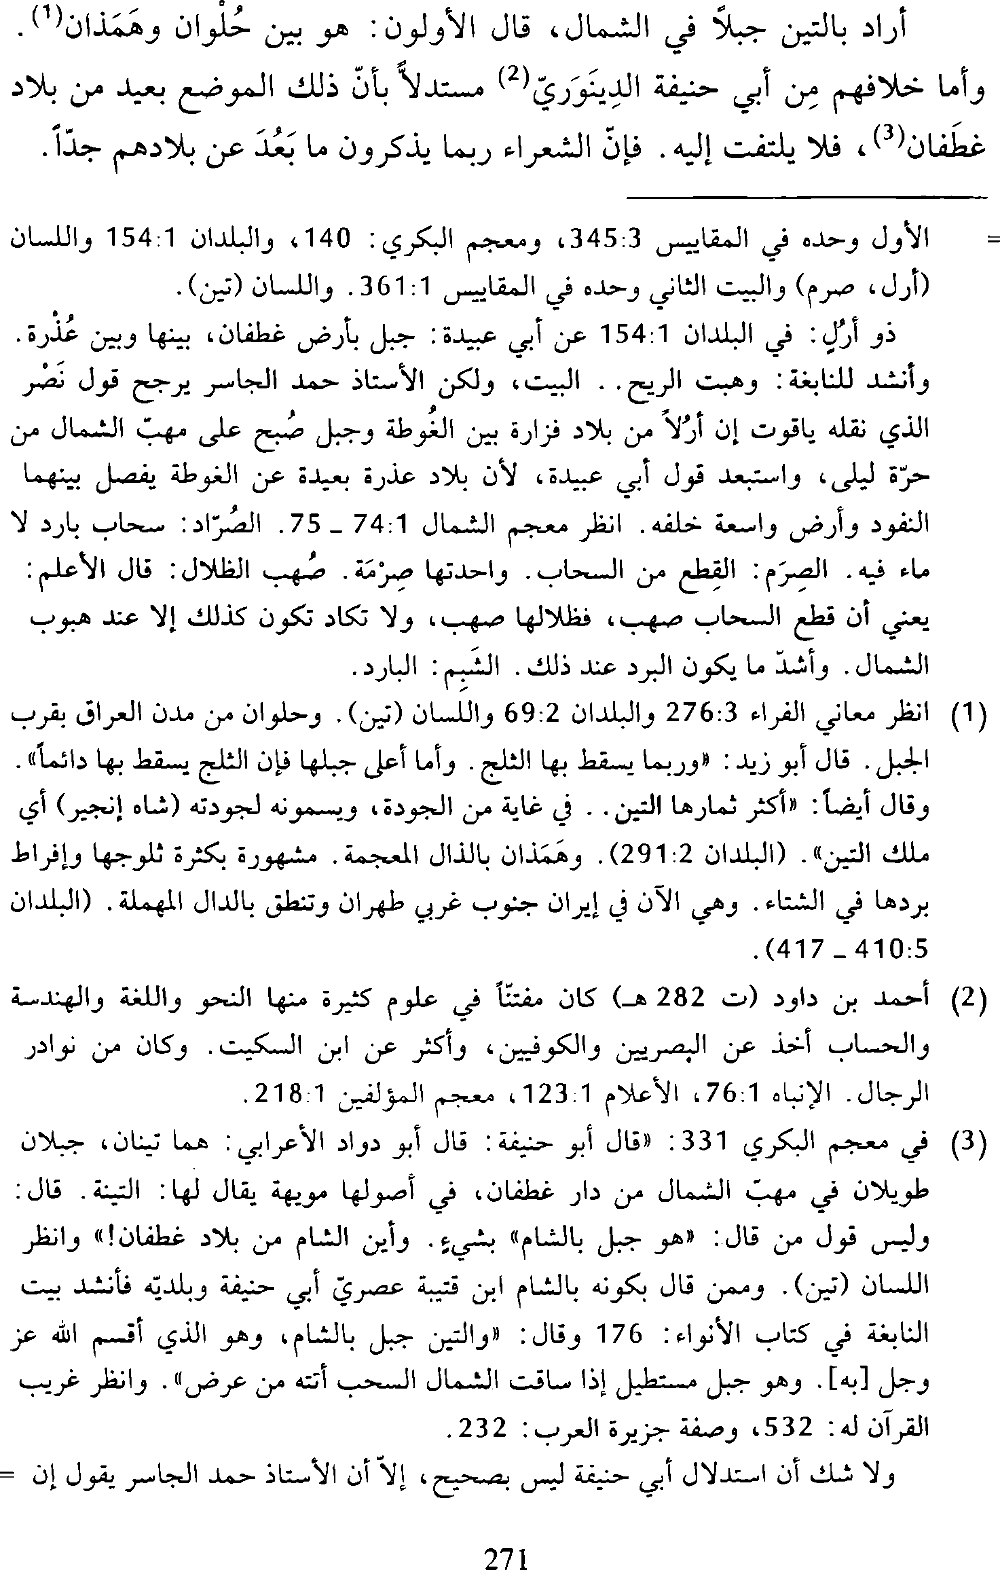 أراد بالتين جبلاً في الشمال، قال الأولون: هو بين حُلْوان وهَمَذان(1).
وأما خلافهم مِن أبي حنيفة الدِينَوَريّ(2) مستدلاًّ بأنّ ذلك الموضع بعيد من بلاد
غطَفان(3)، فلا يلتفت إليه. فإنّ الشعراء ربما يذكرون ما بَعُدَ عن بلادهم جدّاً.
= الأول وحده في المقاييس 345:3، ومعجم البكري: 140، والبلدان 154:1 واللسان
(أرل، صرم) والبيت الثاني وحده في المقاييس 361:1. واللسان (تين).
ذو أرُلٍ: في البلدان 154:1 عن أبي عبيدة: جبل بأرض غطفان، بينها وبين عُذْرة.
وأنشد للنابغة: وهبت الريح.. البيت، ولكن الأستاذ حمد الجاسر يرجح قول نَصْر
الذي نقله ياقوت إن أرُلاً من بلاد فزارة بين الغُوطة وجبل صُبح على مهبّ الشمال من
حرّة ليلى، واستبعد قول أبي عبيدة، لأن بلاد عذرة بعيدة عن الغوطة يفصل بينهما
النفود وأرض واسعة خلفه. انظر معجم الشمال 74:1 ـ 75. الصُرّاد: سحاب بارد لا
ماء فيه. الصِرَم: القِطع من السحاب. واحدتها صِرْمَة. صُهب الظلال: قال الأعلم:
يعني أن قطع السحاب صهب، فظلالها صهب، ولا تكاد تكون كذلك إلا عند هبوب
الشمال. وأشدّ ما يكون البرد عند ذلك. الشَبِم: البارد.
(1) انظر معاني الفراء 276:3 والبلدان 69:2 واللسان (تين). وحلوان من مدن العراق بقرب
الجبل. قال أبو زيد: «وربما يسقط بها الثلج. وأما أعلى جبلها فإن الثلج يسقط بها دائماً».
وقال أيضاً: «أكثر ثمارها التين.. في غاية من الجودة، ويسمونه لجودته (شاه إنجير) أي
ملك التين». (البلدان 291:2). وهَمَذان بالذال المعجمة. مشهورة بكثرة ثلوجها وإفراط
بردها في الشتاء. وهي الآن في إيران جنوب غربي طهران وتنطق بالدال المهملة. (البلدان
410:5 ـ 417).
(2) أحمد بن داود (ت 282 هـ) كان مفتنّاً في علوم كثيرة منها النحو واللغة والهندسة
والحساب أخذ عن البصريين والكوفيين، وأكثر عن ابن السكيت. وكان من نوادر
الرجال. الإنباه 76:1، الأعلام 123:1، معجم المؤلفين 218:1.
(3) في معجم البكري 331: «قال أبو حنيفة: قال أبو دواد الأعرابي: هما تينان، جبلان
طويلان في مهبّ الشمال من دار غطفان، في أصولها مويهة يقال لها: التينة. قال:
وليس قول من قال: «هو جبل بالشام» بشيءٍ. وأين الشام من بلاد غطفان!» وانظر
اللسان (تين). وممن قال بكونه بالشام ابن قتيبة عصريّ أبي حنيفة وبلديّه فأنشد بيت
النابغة في كتاب الأنواء: 176 وقال: «والتين جبل بالشام، وهو الذي أقسم الله عز
وجل [به]. وهو جبل مستطيل إذا ساقت الشمال السحب أتته من عرض». وانظر غريب
القرآن له: 532، وصفة جزيرة العرب: 232.
ولا شك أن استدلال أبي حنيفة ليس بصحيح، إلاّ أن الأستاذ حمد الجاسر يقول إن =
271